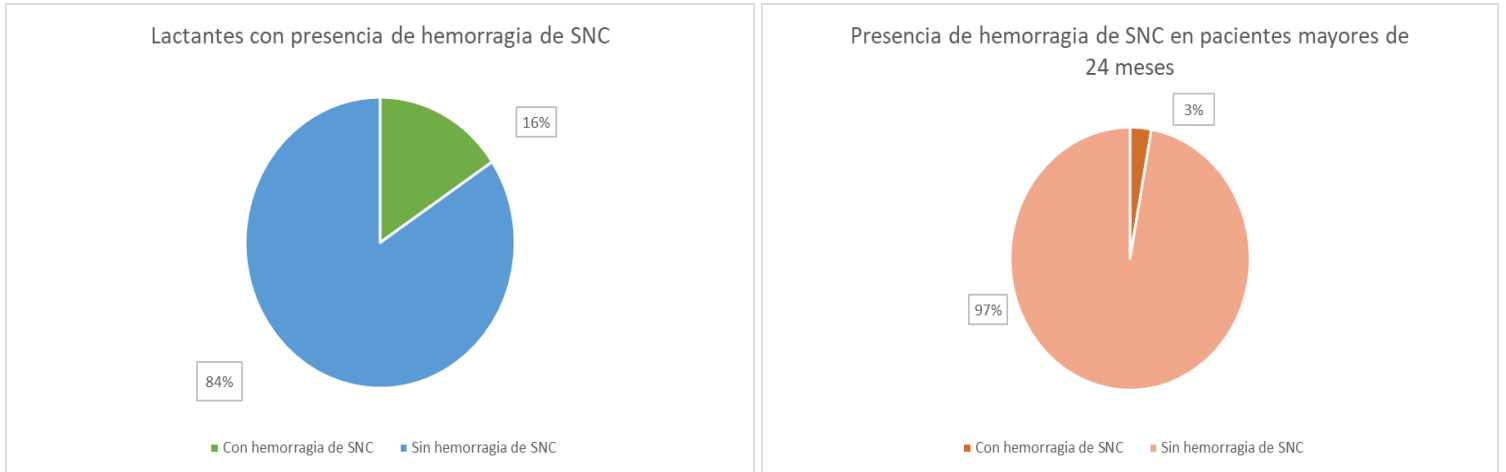 Lactantes con presencia de hemorragia de SNC
16%
84%
Con hemorragia de SNC
Sin hemorragia de SNC
Presencia de hemorragia de SNC en pacientes mayores de
24 meses
3%
97%
Con hemorragia de SNC
Sin hemorragia de SNC